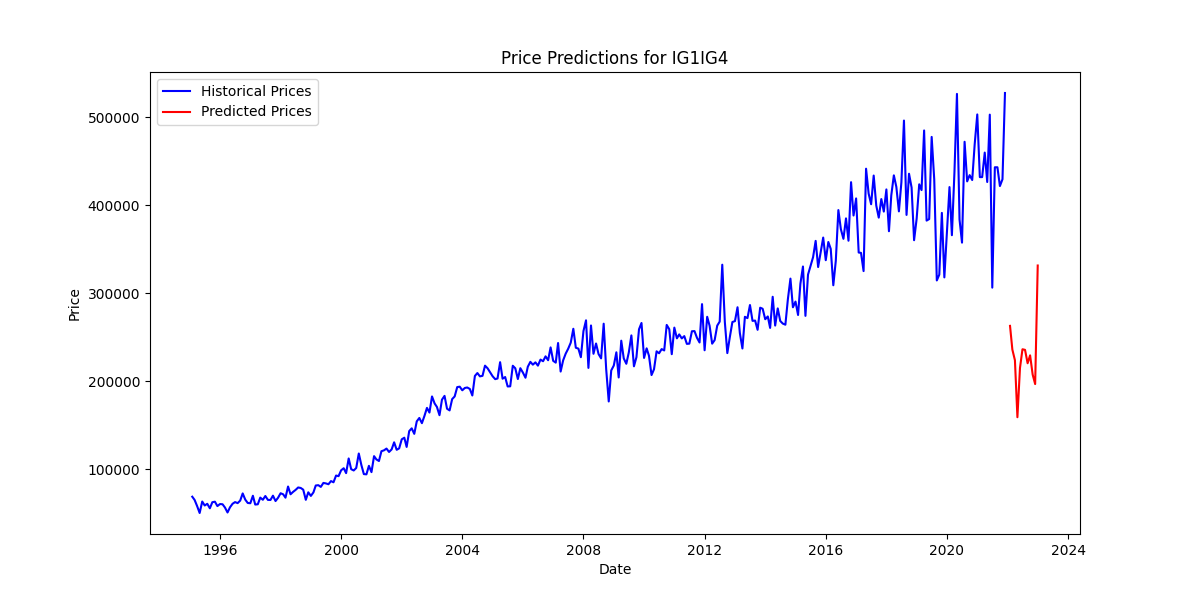 Price Predictions for IG1IG4
Historical Prices
Predicted Prices
500000
400000
300000
200000
100000
Price
1996 2000 2004 2008 2012 2016 2020 2024
Date